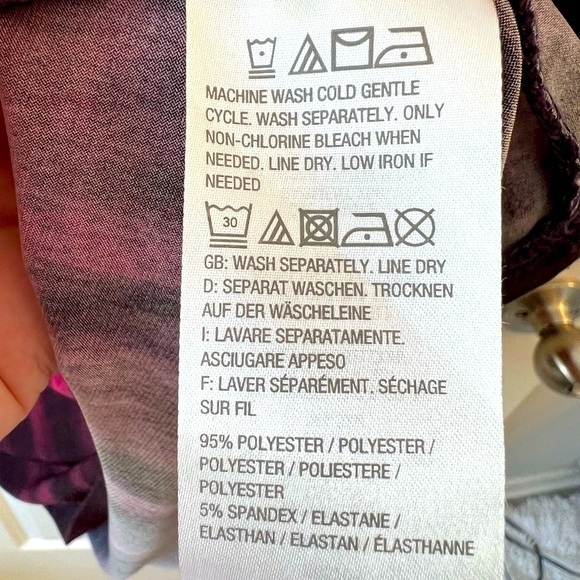 MACHINE WASH COLD GENTLE
CYCLE. WASH SEPARATELY. ONLY
NON-CHLORINE BLEACH WHEN
NEEDED. LINE DRY. LOW IRON IF
NEEDED
30
GB: WASH SEPARATELY. LINE DRY
D: SEPARAT WASCHEN. TROCKNEN
AUF DER WÄSCHELEINE
I: LAVARE SEPARATAMENTE.
ASCIUGARE APPESO
F: LAVER SÉPARÉMENT. SÉCHAGE
SUR FIL
95% POLYESTER / POLYESTER /
POLYESTER / POLIESTERE /
POLYESTER
5% SPANDEX / ELASTANE /
ELASTHAN / ELASTAN / ÉLASTHANNE